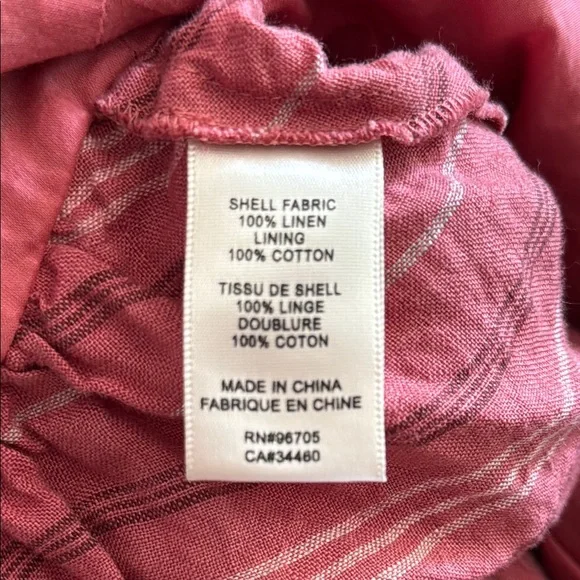 SHELL FABRIC
100% LINEN
LINING
100% COTTON
TISSU DE SHELL
100% LINGE
DOUBLURE
100% COTON
MADE IN CHINA
FABRIQUE EN CHINE
RN#96705
CA#34460